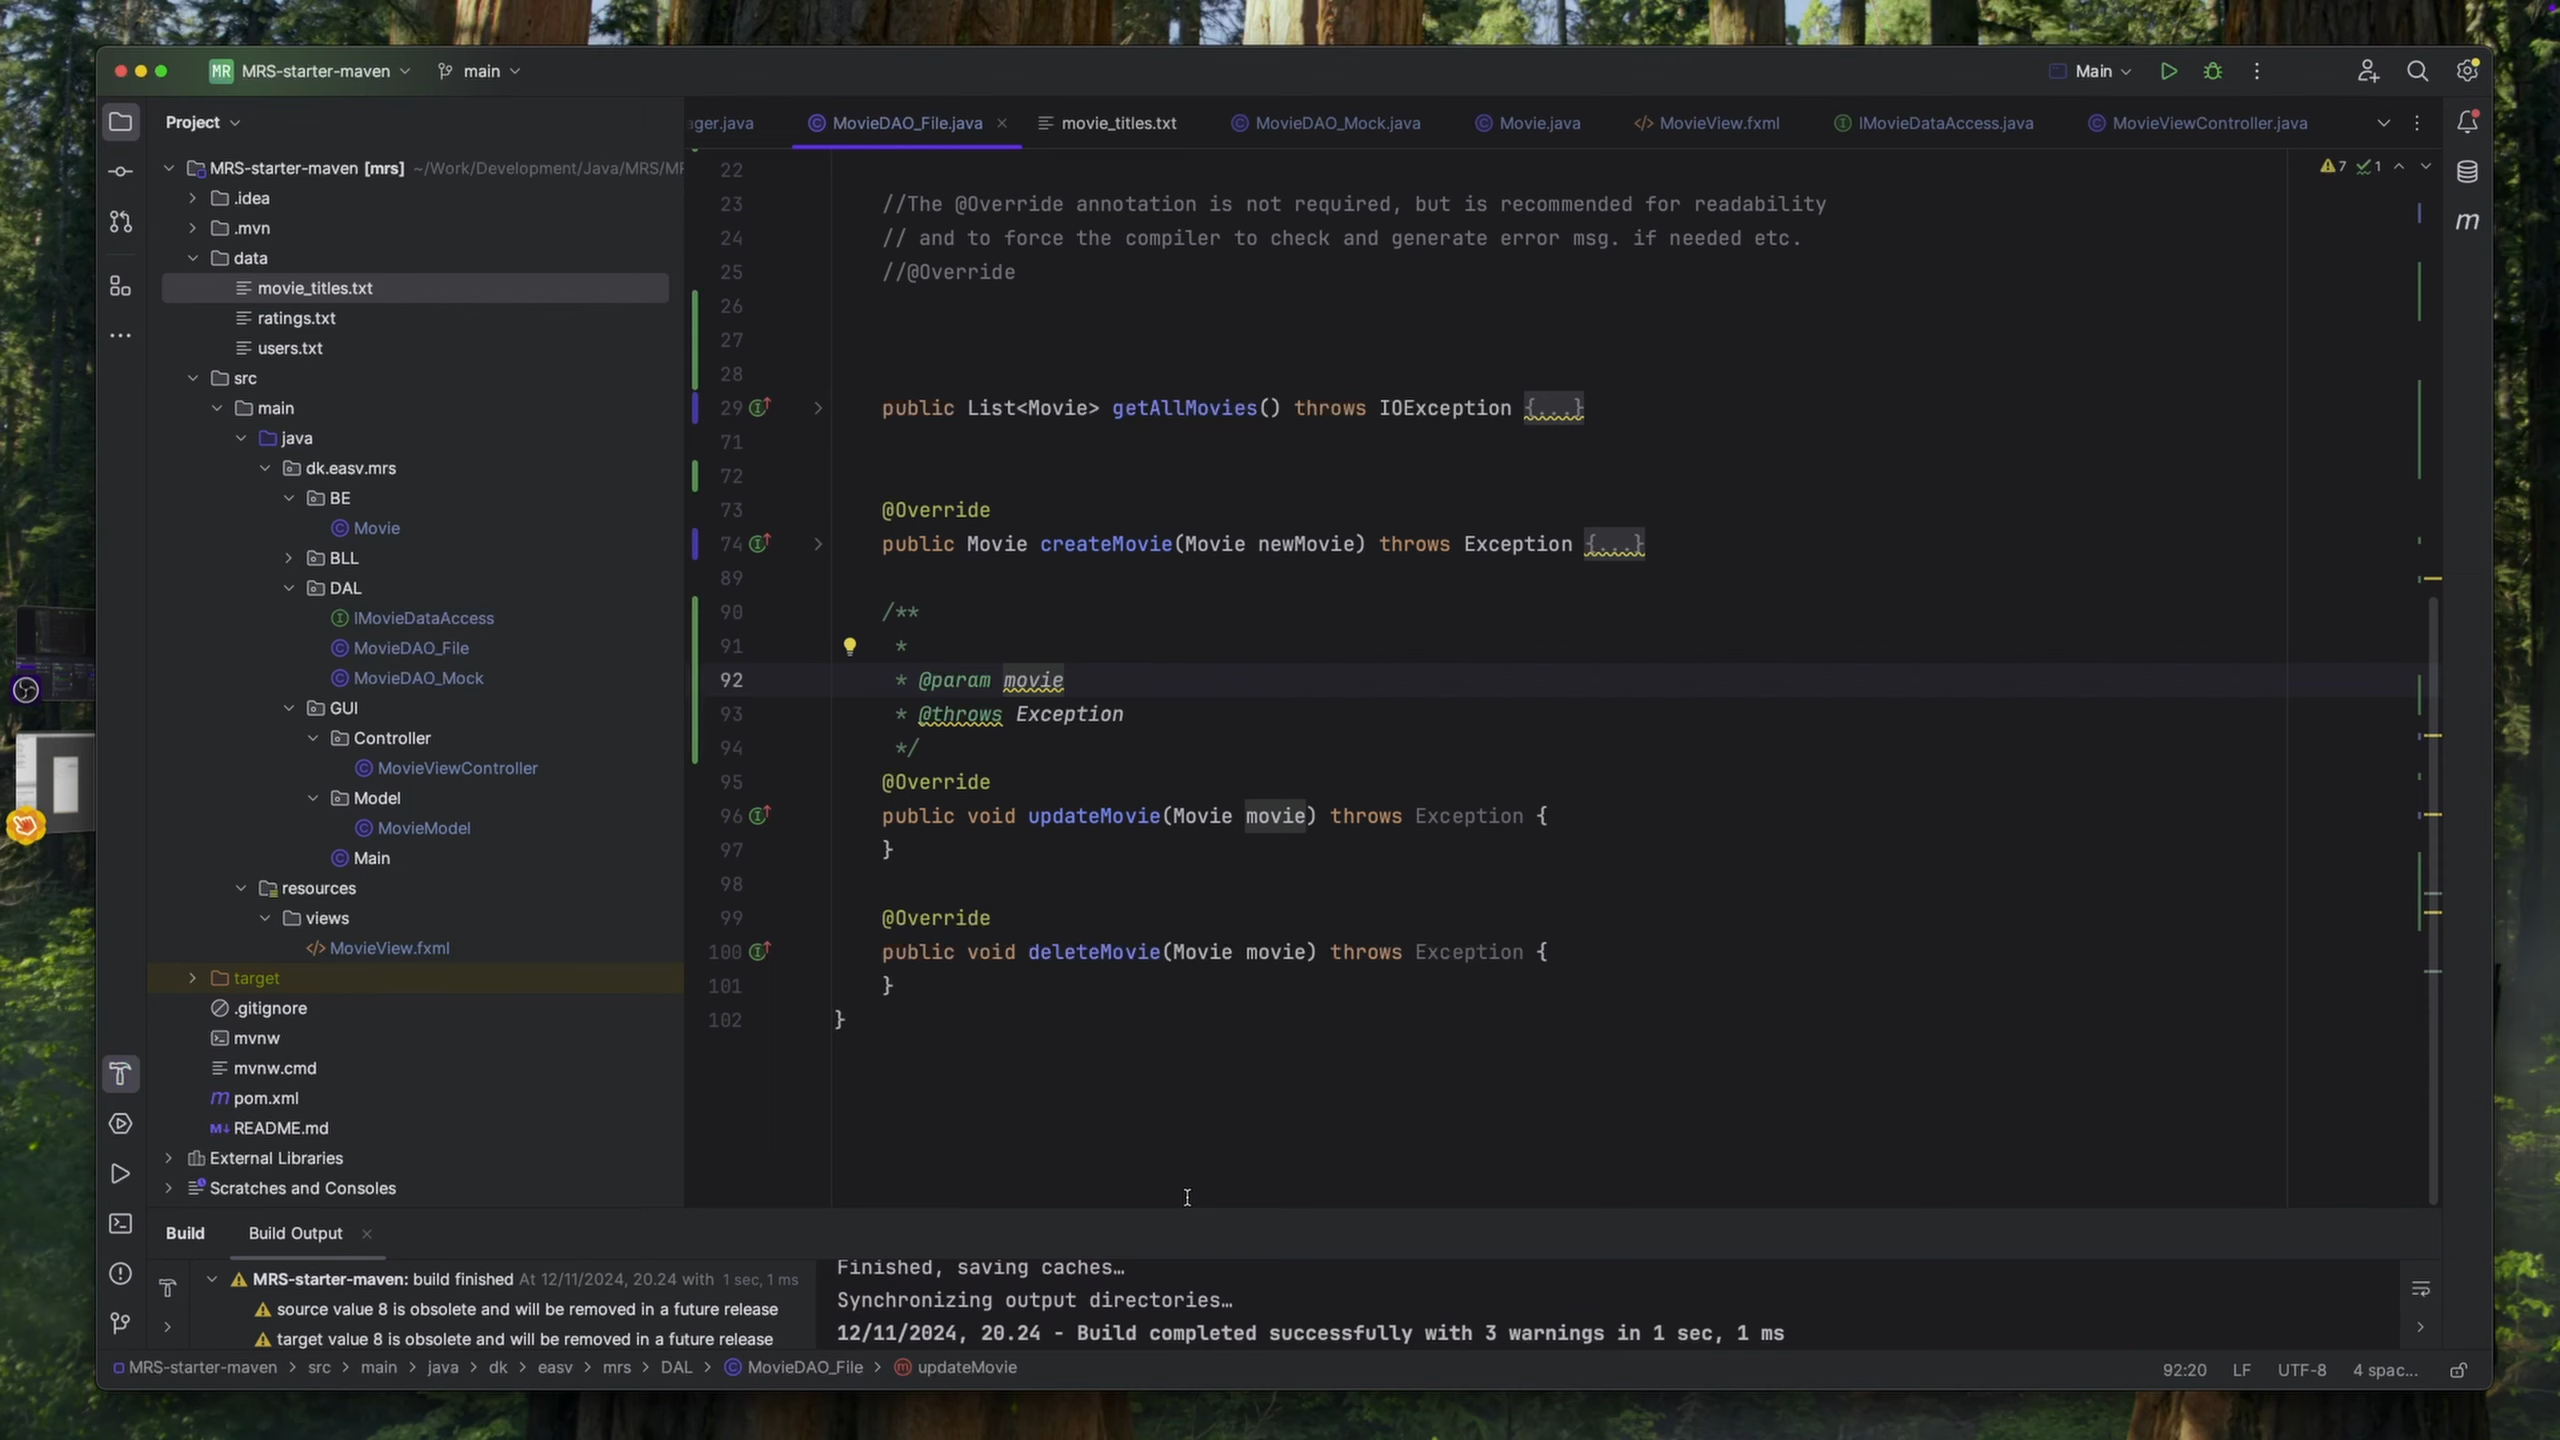 MR MRS-starter-maven main
Main
Project
ager.java MovieDAO_File.java movie_titles.txt MovieDAO_Mock.java Movie.java MovieView.fxml IMovieDataAccess.java MovieViewController.java
MRS-starter-maven [mrs] ~/Work/Development/Java/MRS/MR
.idea
.mvn
data
movie_titles.txt
ratings.txt
users.txt
src
main
java
dk.easv.mrs
BE
Movie
BLL
DAL
IMovieDataAccess
MovieDAO_File
MovieDAO_Mock
GUI
Controller
MovieViewController
Model
MovieModel
Main
resources
views
MovieView.fxml
target
.gitignore
mvnw
mvnw.cmd
pom.xml
README.md
External Libraries
Scratches and Consoles
7 1
22
23 //The @Override annotation is not required, but is recommended for readability
24 // and to force the compiler to check and generate error msg. if needed etc.
25 //@Override
26
27
28
29 public List<Movie> getAllMovies() throws IOException {...}
71
72
73 @Override
74 public Movie createMovie(Movie newMovie) throws Exception {...}
89
90 /**
91 *
92 * @param movie
93 * @throws Exception
94 */
95 @Override
96 public void updateMovie(Movie movie) throws Exception {
97 }
98
99 @Override
100 public void deleteMovie(Movie movie) throws Exception {
101 }
102 }
m
Build Build Output
MRS-starter-maven: build finished At 12/11/2024, 20.24 with 1 sec, 1 ms
source value 8 is obsolete and will be removed in a future release
target value 8 is obsolete and will be removed in a future release
Finished, saving caches…
Synchronizing output directories…
12/11/2024, 20.24 - Build completed successfully with 3 warnings in 1 sec, 1 ms
MRS-starter-maven > src > main > java > dk > easv > mrs > DAL > MovieDAO_File > updateMovie
92:20 LF UTF-8 4 spac...